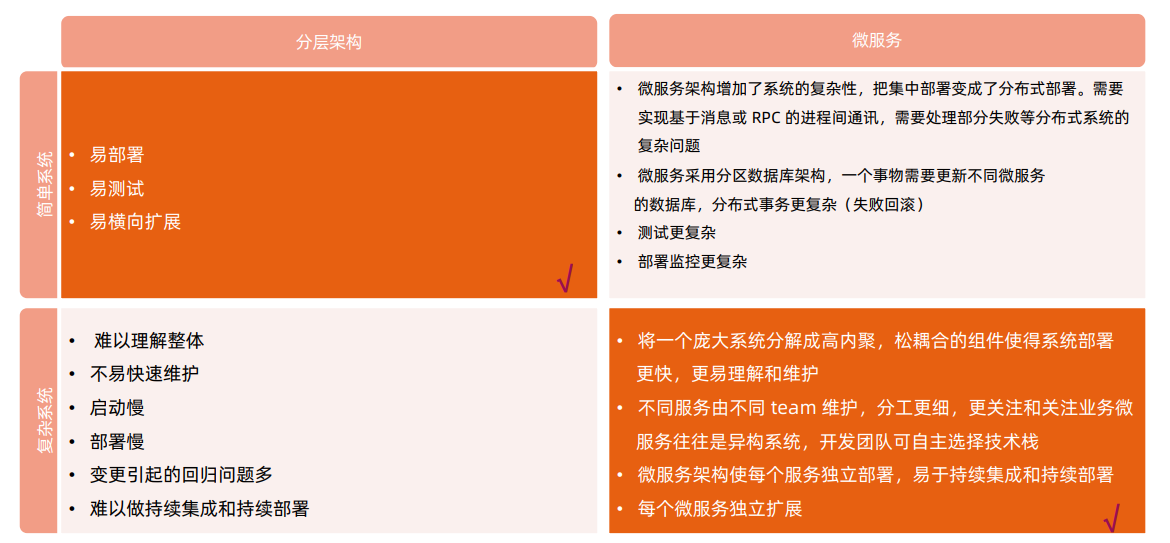 分层架构
微服务
简单系统
• 易部署
• 易测试
• 易横向扩展
√
• 微服务架构增加了系统的复杂性，把集中部署变成了分布式部署。需要
实现基于消息或 RPC 的进程间通讯，需要处理部分失败等分布式系统的
复杂问题
• 微服务采用分区数据库架构，一个事物需要更新不同微服务
的数据库，分布式事务更复杂（失败回滚）
• 测试更复杂
• 部署监控更复杂
复杂系统
• 难以理解整体
• 不易快速维护
• 启动慢
• 部署慢
• 变更引起的回归问题多
• 难以做持续集成和持续部署
• 将一个庞大系统分解成高内聚，松耦合的组件使得系统部署
更快，更易理解和维护
• 不同服务由不同 team 维护，分工更细，更关注和关注业务微
服务往往是异构系统，开发团队可自主选择技术栈
• 微服务架构使每个服务独立部署，易于持续集成和持续部署
• 每个微服务独立扩展
√